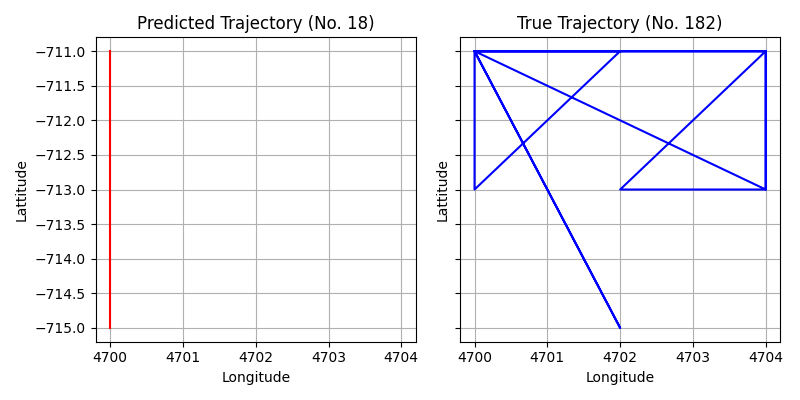 Predicted Trajectory (No. 18)
True Trajectory (No. 182)
−711.0
−711.5
−712.0
−712.5
−713.0
−713.5
−714.0
−714.5
−715.0
Lattitude
Lattitude
4700 4701 4702 4703 4704
4700 4701 4702 4703 4704
Longitude
Longitude